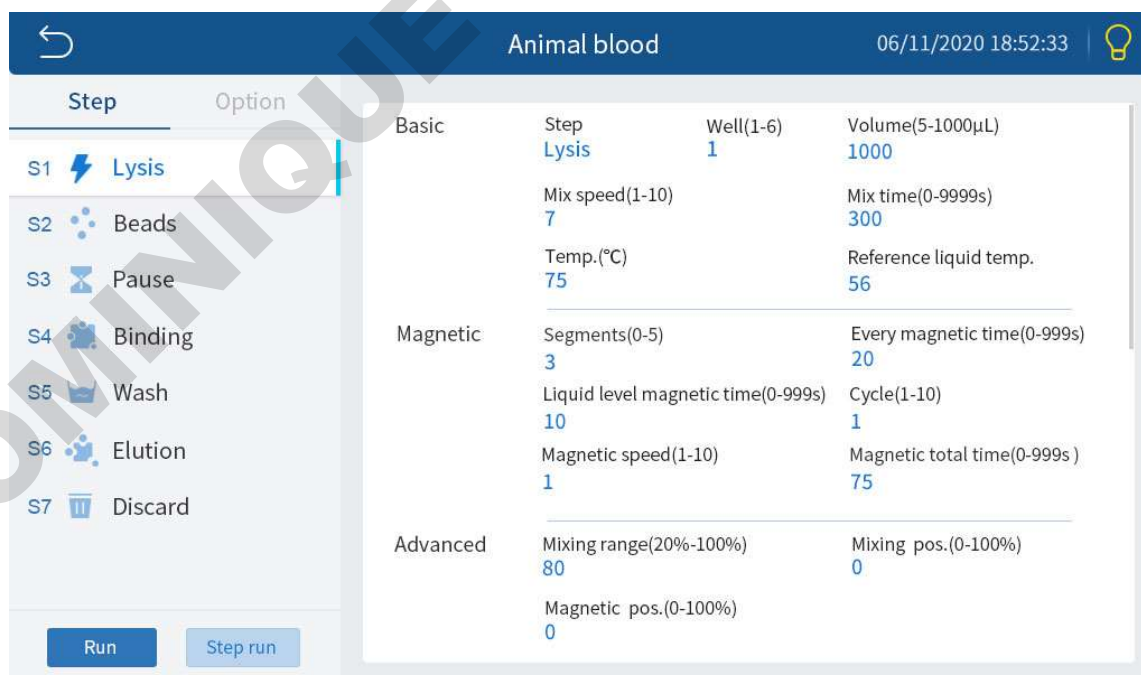 Animal blood
06/11/2020 18:52:33
Step Option
S1 Lysis
S2 Beads
S3 Pause
S4 Binding
S5 Wash
S6 Elution
S7 Discard
Run Step run
Basic
Step Well(1-6) Volume(5-1000μL)
Lysis 1 1000
Mix speed(1-10) Mix time(0-9999s)
7 300
Temp.(℃) Reference liquid temp.
75 56
Magnetic
Segments(0-5) Every magnetic time(0-999s)
3 20
Liquid level magnetic time(0-999s) Cycle(1-10)
10 1
Magnetic speed(1-10) Magnetic total time(0-999s )
1 75
Advanced
Mixing range(20%-100%) Mixing pos.(0-100%)
80 0
Magnetic pos.(0-100%)
0
OMINIQUE